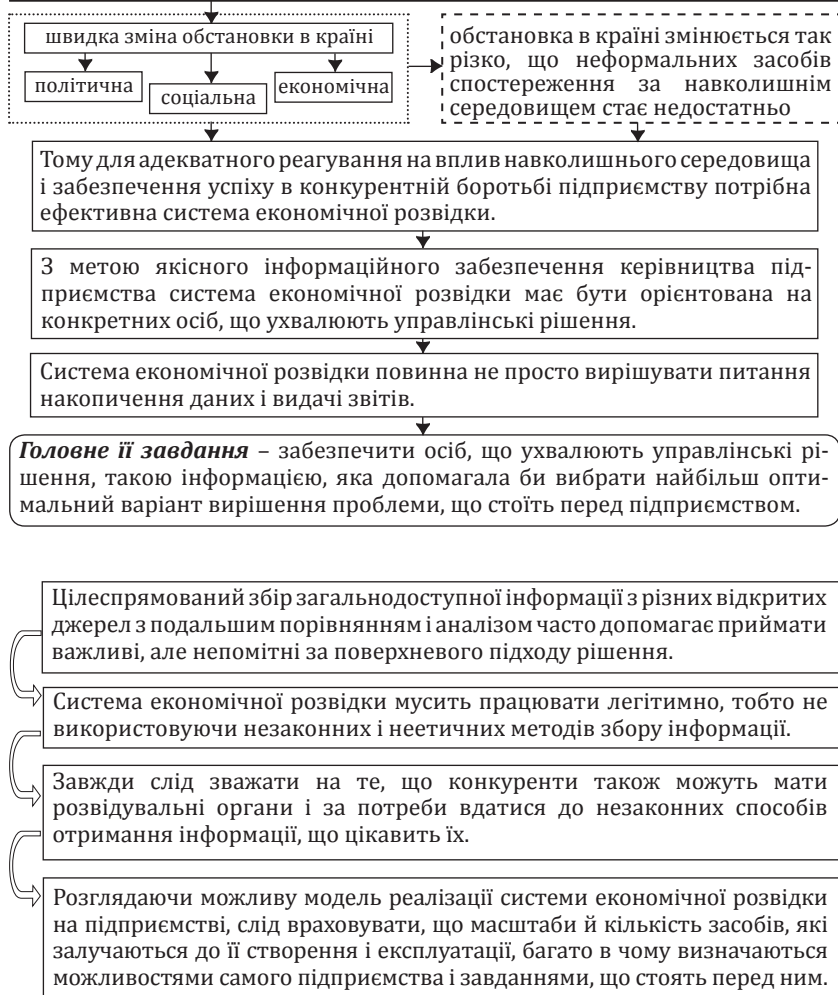 швидка зміна обстановки в країні
політична
соціальна
економічна
обстановка в країні змінюється так
різко, що неформальних засобів
спостереження за навколишнім
середовищем стає недостатньо
Тому для адекватного реагування на вплив навколишнього середовища
і забезпечення успіху в конкурентній боротьбі підприємству потрібна
ефективна система економічної розвідки.
З метою якісного інформаційного забезпечення керівництва під-
приємства система економічної розвідки має бути орієнтована на
конкретних осіб, що ухвалюють управлінські рішення.
Система економічної розвідки повинна не просто вирішувати питання
накопичення даних і видачі звітів.
Головне її завдання – забезпечити осіб, що ухвалюють управлінські рі-
шення, такою інформацією, яка допомагала би вибрати найбільш опти-
мальний варіант вирішення проблеми, що стоїть перед підприємством.
Цілеспрямований збір загальнодоступної інформації з різних відкритих
джерел з подальшим порівнянням і аналізом часто допомагає приймати
важливі, але непомітні за поверхневого підходу рішення.
Система економічної розвідки мусить працювати легітимно, тобто не
використовуючи незаконних і неетичних методів збору інформації.
Завжди слід зважати на те, що конкуренти також можуть мати
розвідувальні органи і за потреби вдатися до незаконних способів
отримання інформації, що цікавить їх.
Розглядаючи можливу модель реалізації системи економічної розвідки
на підприємстві, слід враховувати, що масштаби й кількість засобів, які
залучаються до її створення і експлуатації, багато в чому визначаються
можливостями самого підприємства і завданнями, що стоять перед ним.